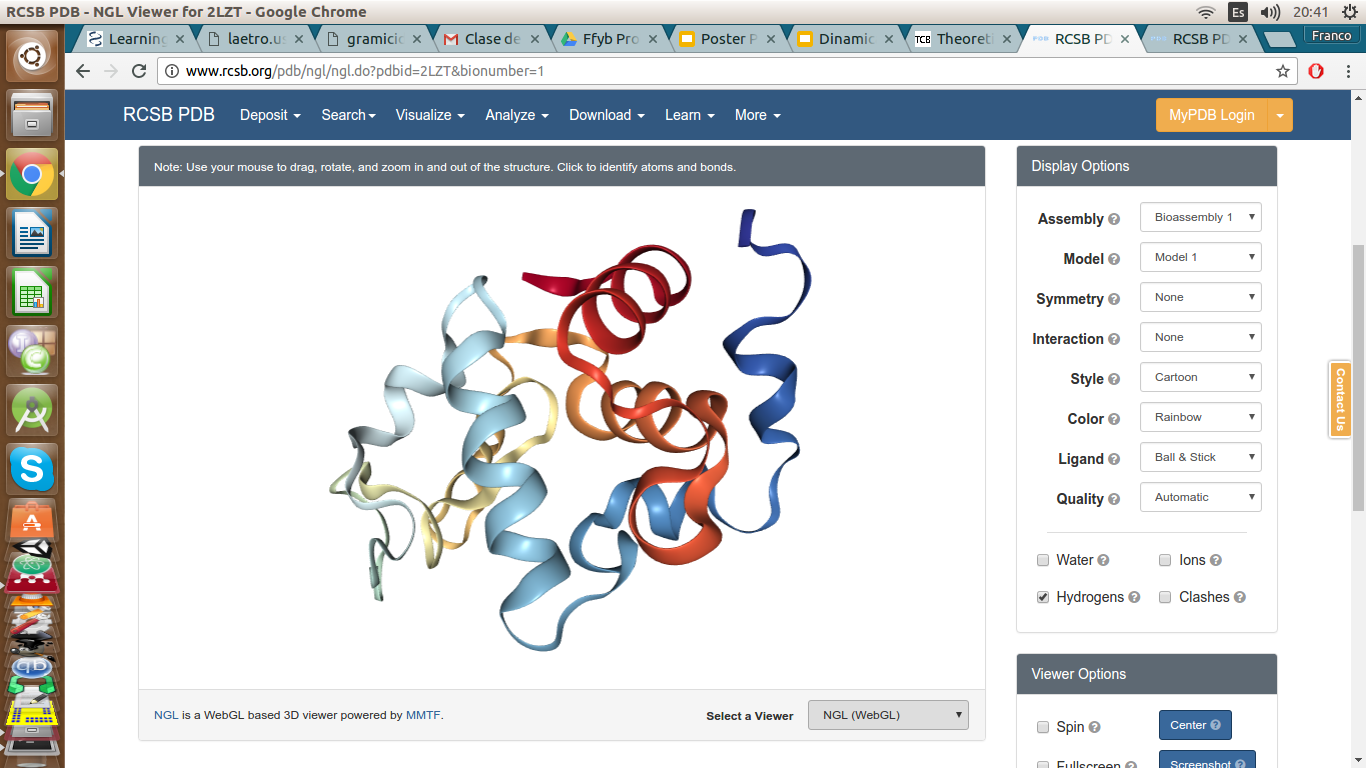 RCSB PDB - NGL Viewer for 2LZT - Google Chrome
Es
20:41
Learning
laetro.us
gramicid
Clase de
Ffyb Pro
Poster P
Dinamic
TCB Theoreti
RCSB PD
RCSB PD
Franco
www.rcsb.org/pdb/ngl/ngl.do?pdbid=2LZT&bionumber=1
RCSB PDB Deposit Search Visualize Analyze Download Learn More MyPDB Login
Note: Use your mouse to drag, rotate, and zoom in and out of the structure. Click to identify atoms and bonds.
Display Options
Assembly ? Bioassembly 1
Model ? Model 1
Symmetry ? None
Interaction ? None
Style ? Cartoon
Color ? Rainbow
Ligand ? Ball & Stick
Quality ? Automatic
Water ? Ions ?
Hydrogens ? Clashes ?
Contact Us
Viewer Options
Spin ? Center ?
Fullscreen ? Screenshot ?
NGL is a WebGL based 3D viewer powered by MMTF.
Select a Viewer NGL (WebGL)